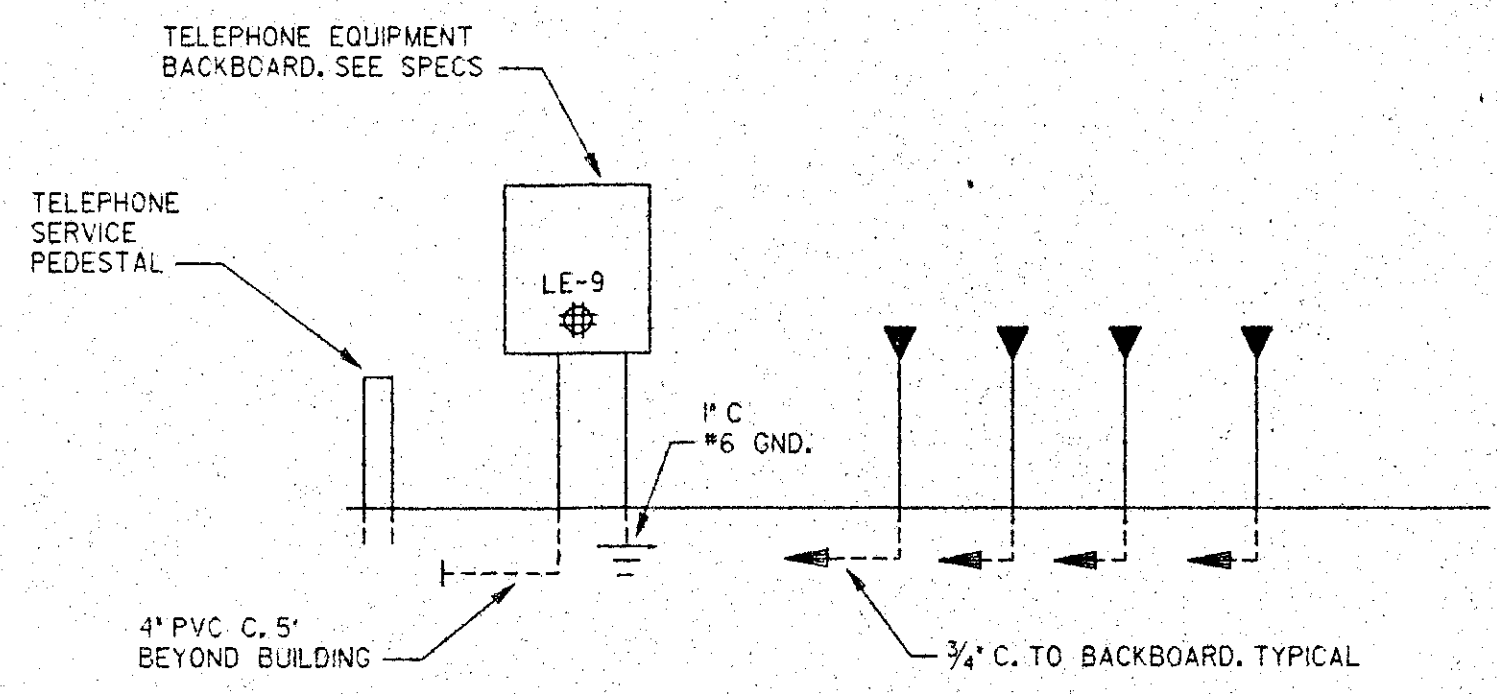 TELEPHONE EQUIPMENT
BACKBOARD. SEE SPECS
TELEPHONE
SERVICE
PEDESTAL
LE-9
1" C
#6 GND.
4" PVC C. 5'
BEYOND BUILDING
3/4" C. TO BACKBOARD. TYPICAL